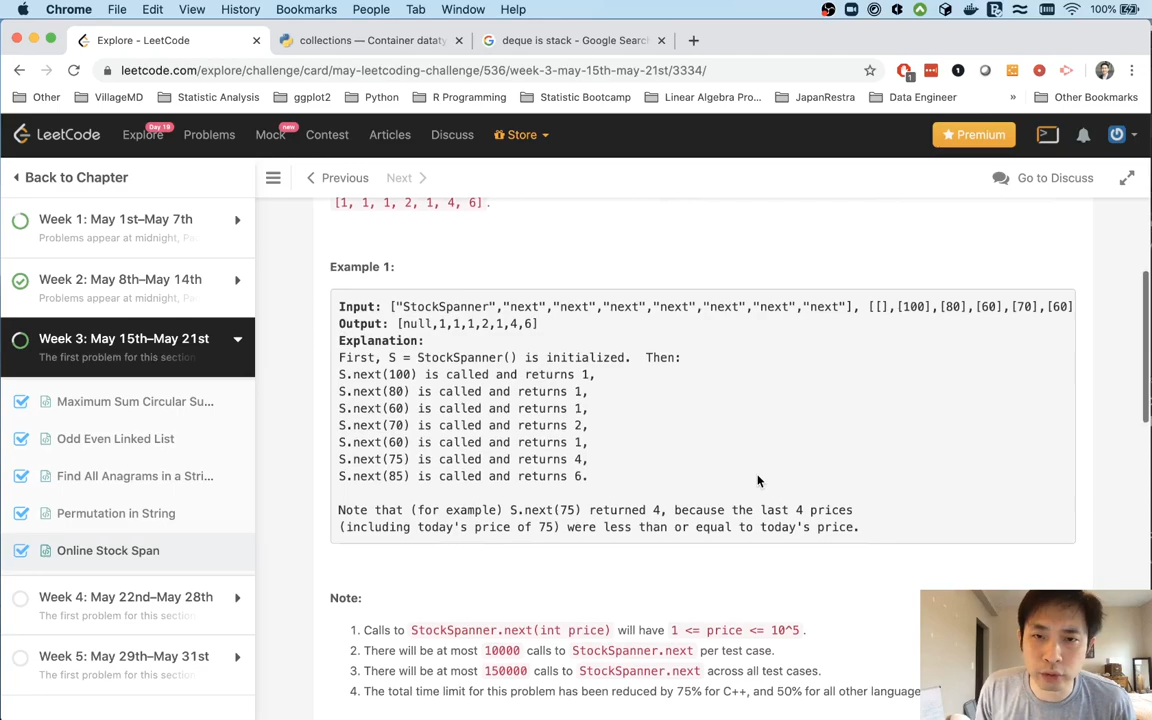 Chrome File Edit View History Bookmarks People Tab Window Help 100%
Explore - LeetCode collections — Container dataty deque is stack - Google Search
leetcode.com/explore/challenge/card/may-leetcoding-challenge/536/week-3-may-15th-may-21st/3334/
Other VillageMD Statistic Analysis ggplot2 Python R Programming Statistic Bootcamp Linear Algebra Pro... JapanRestra Data Engineer » Other Bookmarks
LeetCode Explore Day 19 Problems Mock new Contest Articles Discuss Store Premium
Back to Chapter
Previous Next Go to Discuss
Week 1: May 1st–May 7th
Problems appear at midnight, Pa
Week 2: May 8th–May 14th
Problems appear at midnight, Pa
Week 3: May 15th–May 21st
The first problem for this section
Maximum Sum Circular Su...
Odd Even Linked List
Find All Anagrams in a Stri...
Permutation in String
Online Stock Span
Week 4: May 22nd–May 28th
The first problem for this section
Week 5: May 29th–May 31st
The first problem for this section
[1, 1, 1, 2, 1, 4, 6].
Example 1:
Input: ["StockSpanner","next","next","next","next","next","next","next"], [[],[100],[80],[60],[70],[60]
Output: [null,1,1,1,2,1,4,6]
Explanation:
First, S = StockSpanner() is initialized. Then:
S.next(100) is called and returns 1,
S.next(80) is called and returns 1,
S.next(60) is called and returns 1,
S.next(70) is called and returns 2,
S.next(60) is called and returns 1,
S.next(75) is called and returns 4,
S.next(85) is called and returns 6.
Note that (for example) S.next(75) returned 4, because the last 4 prices
(including today's price of 75) were less than or equal to today's price.
Note:
1. Calls to StockSpanner.next(int price) will have 1 <= price <= 10^5.
2. There will be at most 10000 calls to StockSpanner.next per test case.
3. There will be at most 150000 calls to StockSpanner.next across all test cases.
4. The total time limit for this problem has been reduced by 75% for C++, and 50% for all other language